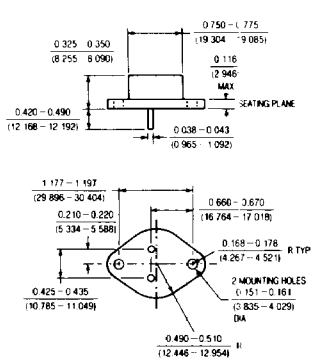 0.750 - 0.775
(19.304 - 19.085)
0.325 - 0.350
(8.255 - 8.090)
0.116
(2.946)
MAX
SEATING PLANE
0.420 - 0.490
(12.168 - 12.192)
0.038 - 0.043
(0.965 - 1.092)
1.177 - 1.197
(29.896 - 30.404)
0.660 - 0.670
(16.764 - 17.018)
0.210 - 0.220
(5.334 - 5.588)
0.168 - 0.178
(4.267 - 4.521)
R TYP
2 MOUNTING HOLES
0.151 - 0.161
(3.835 - 4.029)
DIA
0.425 - 0.435
(10.785 - 11.049)
0.490 - 0.510
(12.446 - 12.954)
R